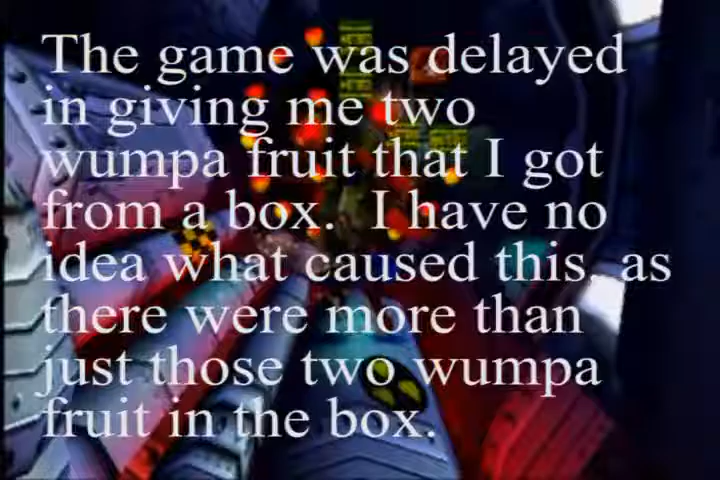 The game was delayed
in giving me two
wumpa fruit that I got
from a box.  I have no
idea what caused this, as
there were more than
just those two wumpa
fruit in the box.